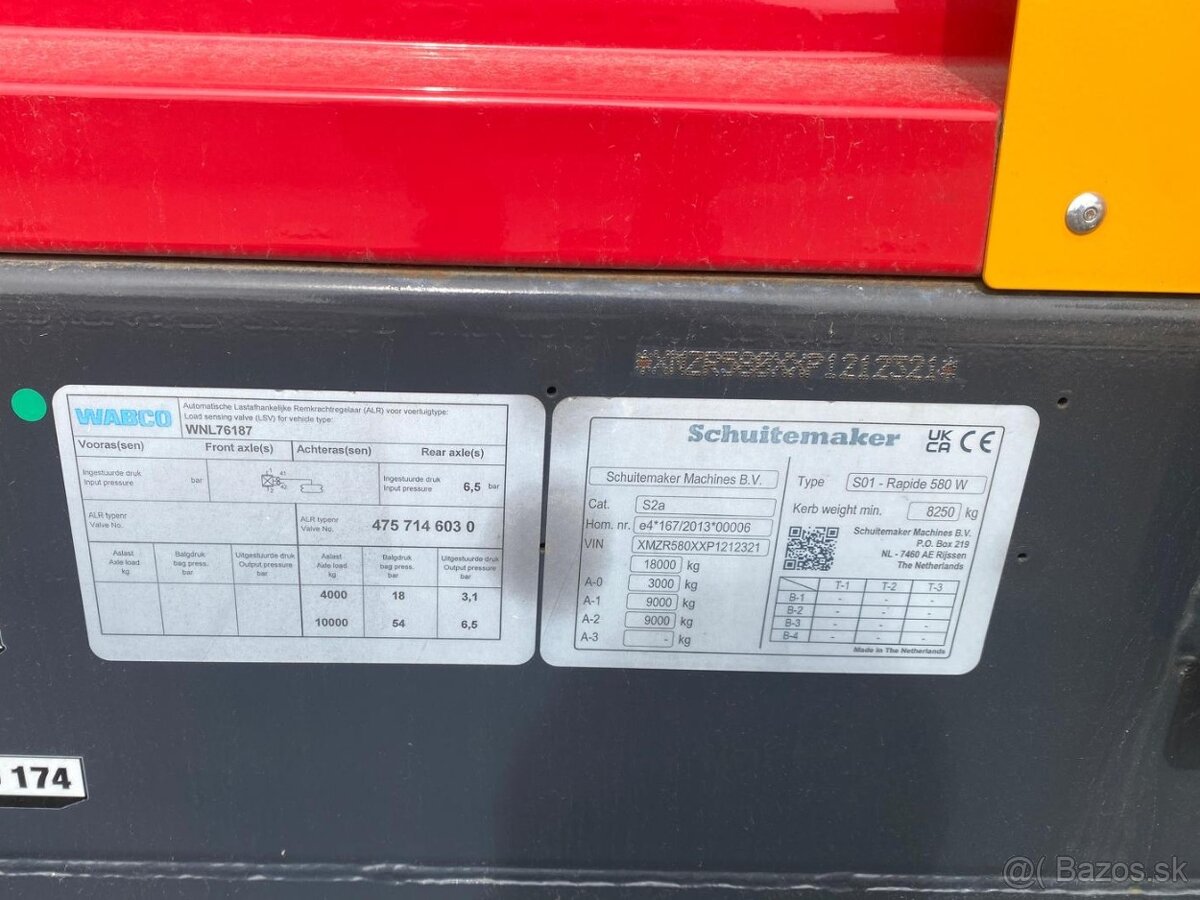 *XMZR580XXP1212321*
WABCO
Automatische Lastafhankelijke Remkrachtregelaar (ALR) voor voertuigtype:
Load sensing valve (LSV) for vehicle type:
WNL76187
Vooras(sen) Front axle(s) Achteras(sen) Rear axle(s)
Ingestuurde druk
Input pressure bar
1 41
2 42
Ingestuurde druk
Input pressure 6,5 bar
ALR typenr
Valve No.
ALR typenr
Valve No. 475 714 603 0
Aslast
Axle load
kg
Balgdruk
bag press.
bar
Uitgestuurde druk
Output pressure
bar
Aslast
Axle load
kg
Balgdruk
bag press.
bar
Uitgestuurde druk
Output pressure
bar
4000 18 3,1
10000 54 6,5
Schuitemaker
UK
CA
CE
Schuitemaker Machines B.V.
Cat. S2a
Hom. nr. e4*167/2013*00006
VIN XMZR580XXP1212321
18000 kg
A-0 3000 kg
A-1 9000 kg
A-2 9000 kg
A-3 - kg
Type S01 - Rapide 580 W
Kerb weight min. 8250 kg
Schuitemaker Machines B.V.
P.O. Box 219
NL - 7460 AE Rijssen
The Netherlands
T-1 T-2 T-3
B-1 - - -
B-2 - - -
B-3 - - -
B-4 - - -
Made in The Netherlands
174
@( Bazos.sk